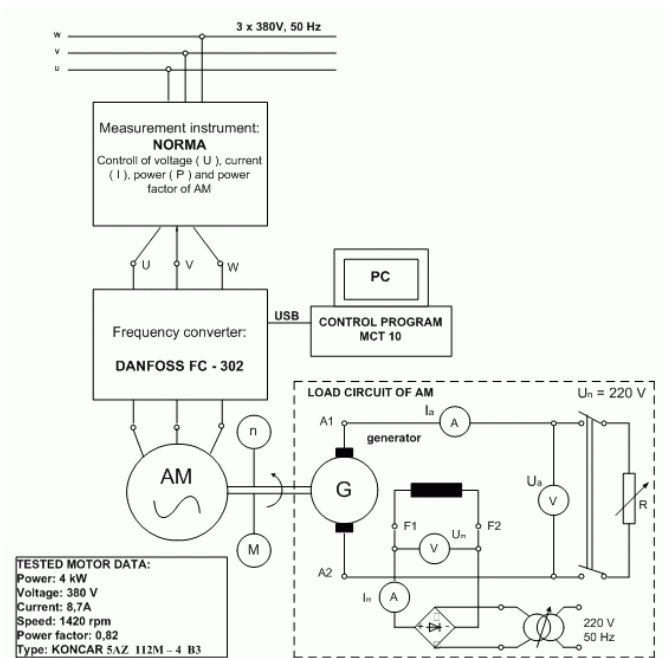 3 x 380V, 50 Hz
W
V
U
Measurement instrument:
NORMA
Controll of voltage ( U ), current
( I ), power ( P ) and power
factor of AM
U
V
W
PC
USB
CONTROL PROGRAM
MCT 10
Frequency converter:
DANFOSS FC - 302
LOAD CIRCUIT OF AM
Un = 220 V
Ia
A1
A
generator
n
AM
G
Ua
V
R
F1
F2
Um
V
M
A2
Im
A
+
-
220 V
50 Hz
TESTED MOTOR DATA:
Power: 4 kW
Voltage: 380 V
Current: 8,7A
Speed: 1420 rpm
Power factor: 0,82
Type: KONCAR 5AZ 112M – 4 B3